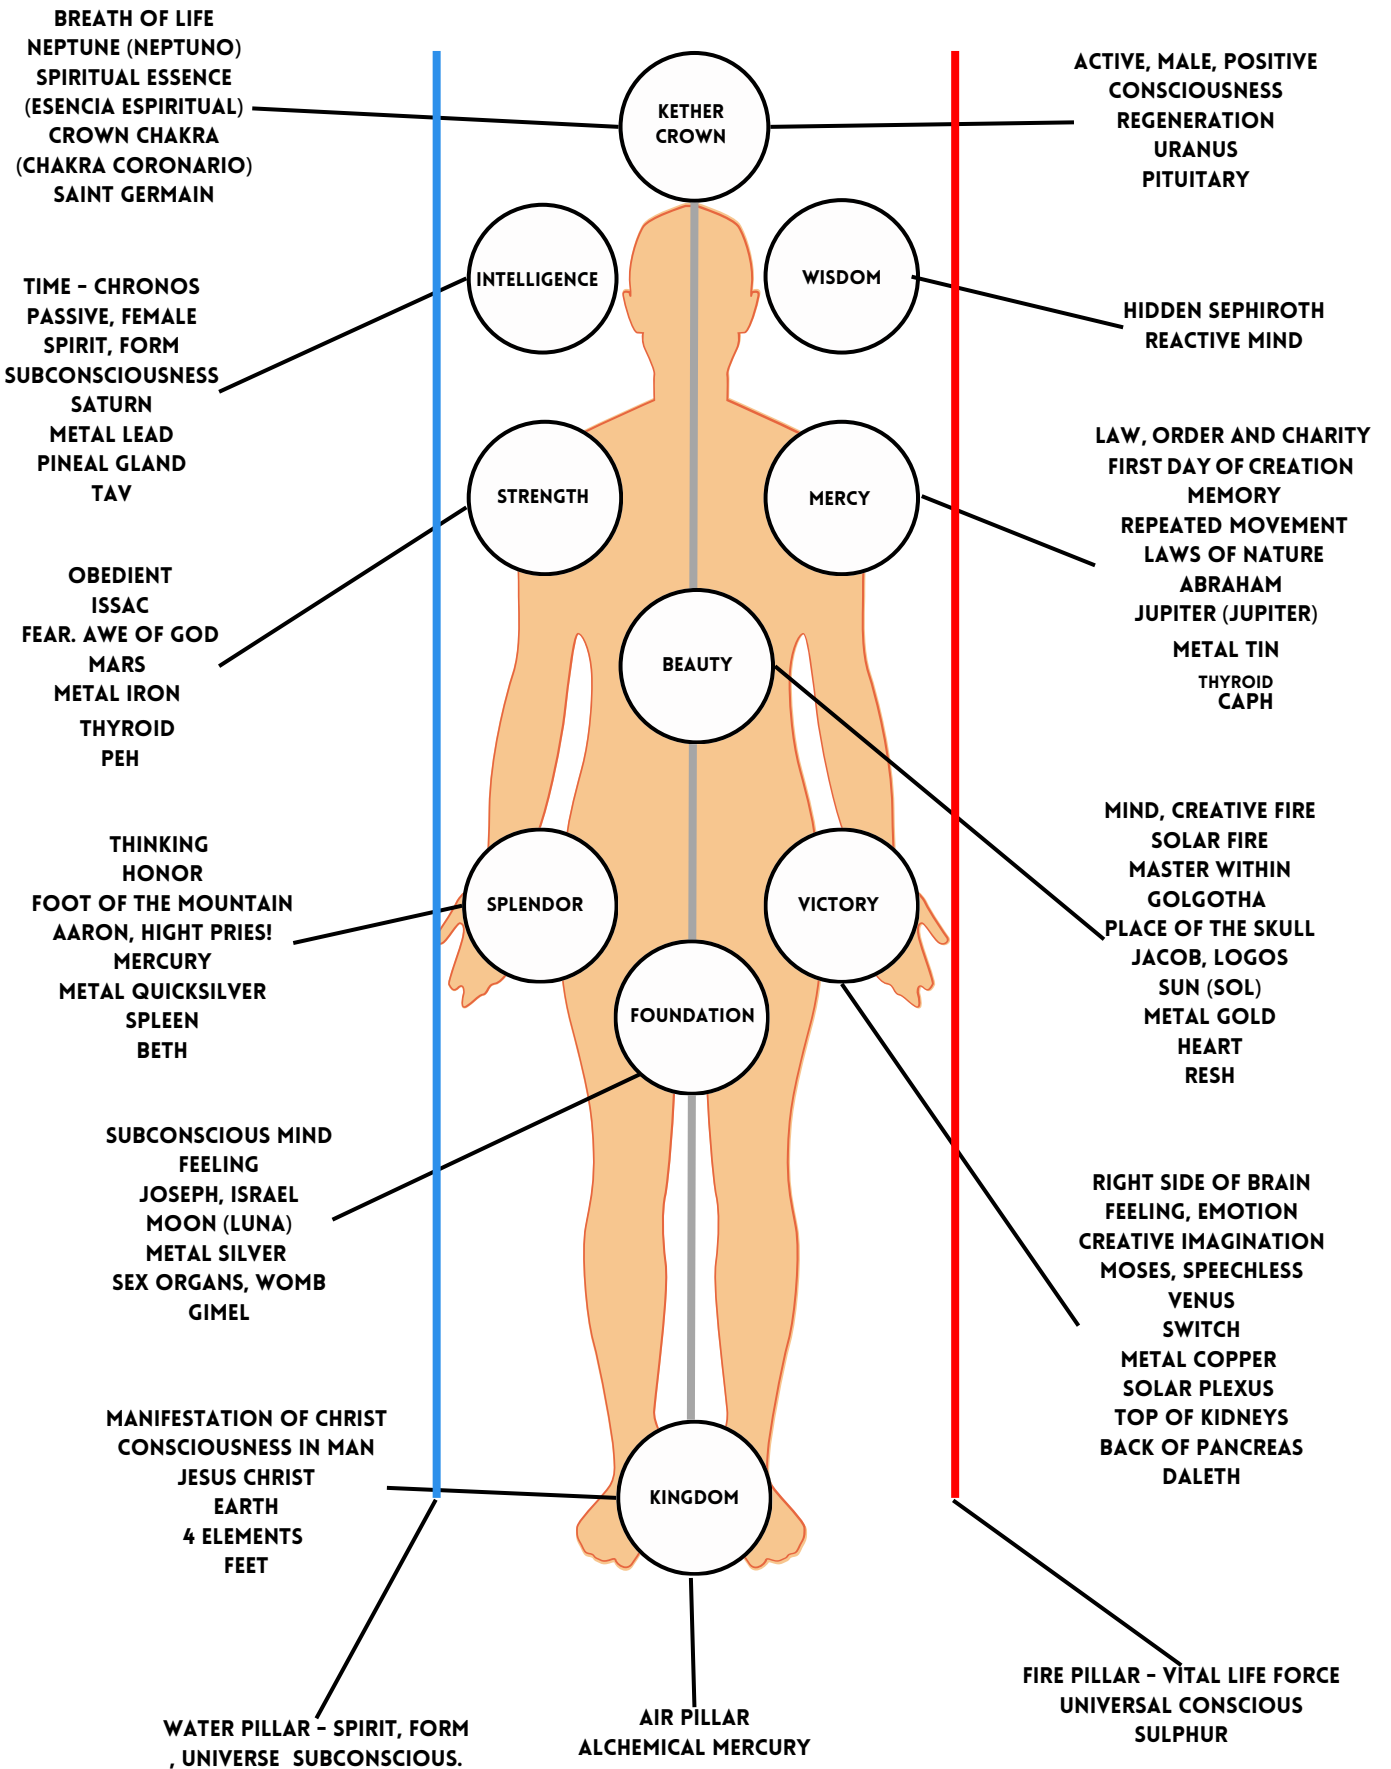 BREATH OF LIFE
NEPTUNE (NEPTUNO)
SPIRITUAL ESSENCE
(ESENCIA ESPIRITUAL)
CROWN CHAKRA
(CHAKRA CORONARIO)
SAINT GERMAIN
KETHER
CROWN
ACTIVE, MALE, POSITIVE
CONSCIOUSNESS
REGENERATION
URANUS
PITUITARY
INTELLIGENCE
WISDOM
TIME - CHRONOS
PASSIVE, FEMALE
SPIRIT, FORM
SUBCONSCIOUSNESS
SATURN
METAL LEAD
PINEAL GLAND
TAV
HIDDEN SEPHIROTH
REACTIVE MIND
STRENGTH
MERCY
LAW, ORDER AND CHARITY
FIRST DAY OF CREATION
MEMORY
REPEATED MOVEMENT
LAWS OF NATURE
ABRAHAM
JUPITER (JUPITER)
METAL TIN
THYROID
CAPH
OBEDIENT
ISSAC
FEAR. AWE OF GOD
MARS
METAL IRON
THYROID
PEH
BEAUTY
MIND, CREATIVE FIRE
SOLAR FIRE
MASTER WITHIN
GOLGOTHA
PLACE OF THE SKULL
JACOB, LOGOS
SUN (SOL)
METAL GOLD
HEART
RESH
THINKING
HONOR
FOOT OF THE MOUNTAIN
AARON, HIGHT PRIES!
MERCURY
METAL QUICKSILVER
SPLEEN
BETH
SPLENDOR
VICTORY
FOUNDATION
SUBCONSCIOUS MIND
FEELING
JOSEPH, ISRAEL
MOON (LUNA)
METAL SILVER
SEX ORGANS, WOMB
GIMEL
RIGHT SIDE OF BRAIN
FEELING, EMOTION
CREATIVE IMAGINATION
MOSES, SPEECHLESS
VENUS
SWITCH
METAL COPPER
SOLAR PLEXUS
TOP OF KIDNEYS
BACK OF PANCREAS
DALETH
MANIFESTATION OF CHRIST
CONSCIOUSNESS IN MAN
JESUS CHRIST
EARTH
4 ELEMENTS
FEET
KINGDOM
WATER PILLAR - SPIRIT, FORM
, UNIVERSE SUBCONSCIOUS.
AIR PILLAR
ALCHEMICAL MERCURY
FIRE PILLAR - VITAL LIFE FORCE
UNIVERSAL CONSCIOUS
SULPHUR